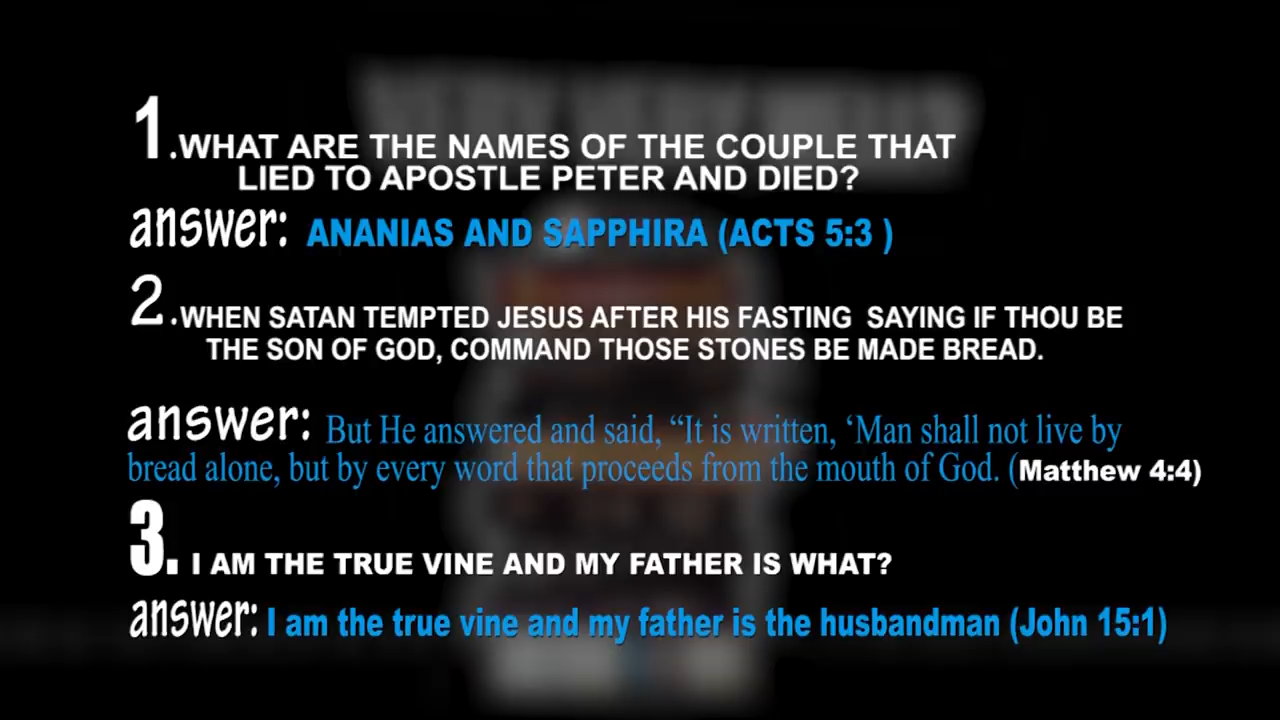 1.WHAT ARE THE NAMES OF THE COUPLE THAT
LIED TO APOSTLE PETER AND DIED?
answer: ANANIAS AND SAPPHIRA (ACTS 5:3 )
2.WHEN SATAN TEMPTED JESUS AFTER HIS FASTING SAYING IF THOU BE
THE SON OF GOD, COMMAND THOSE STONES BE MADE BREAD.
answer: But He answered and said, “It is written, ‘Man shall not live by
bread alone, but by every word that proceeds from the mouth of God. (Matthew 4:4)
3. I AM THE TRUE VINE AND MY FATHER IS WHAT?
answer: I am the true vine and my father is the husbandman (John 15:1)